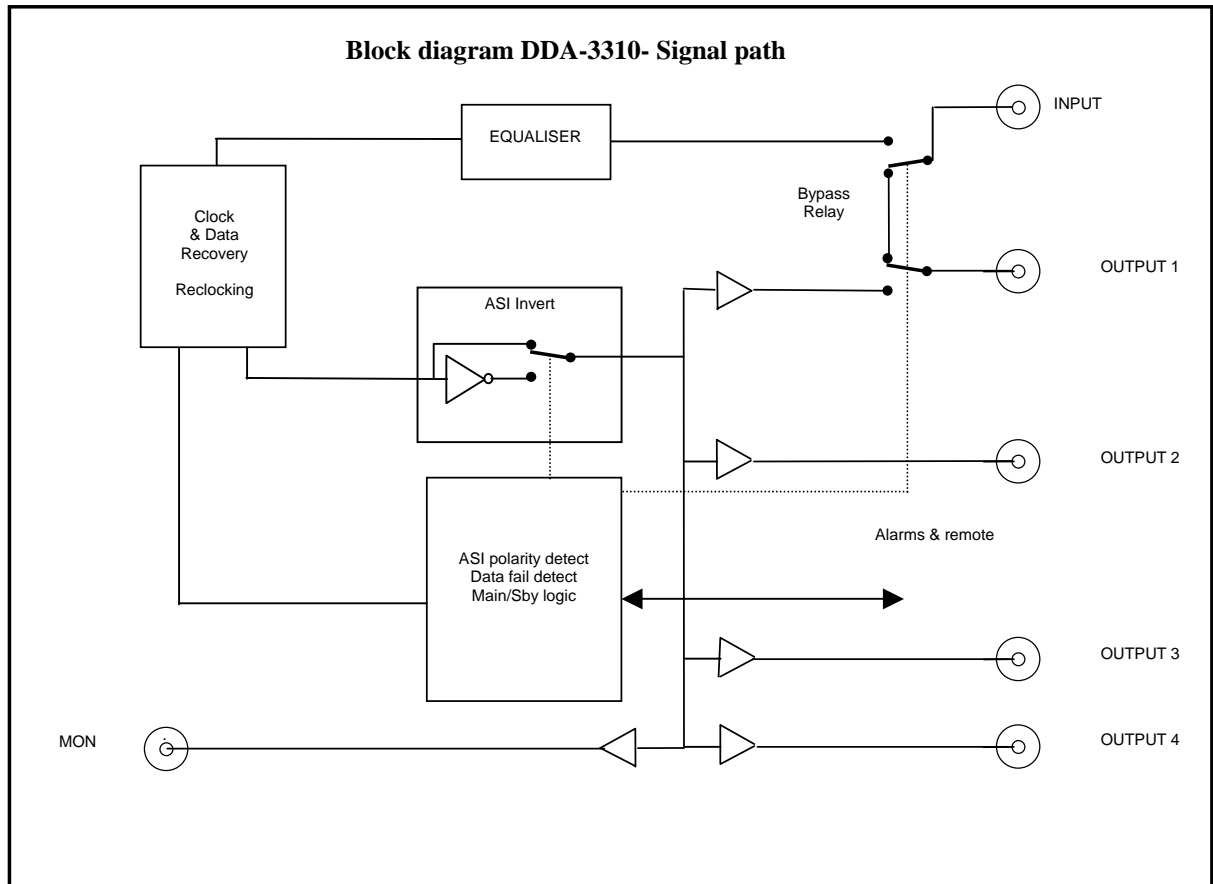 Block diagram DDA-3310- Signal path
INPUT
EQUALISER
Bypass
Relay
Clock
& Data
Recovery
Reclocking
OUTPUT 1
ASI Invert
OUTPUT 2
Alarms & remote
ASI polarity detect
Data fail detect
Main/Sby logic
OUTPUT 3
MON
OUTPUT 4